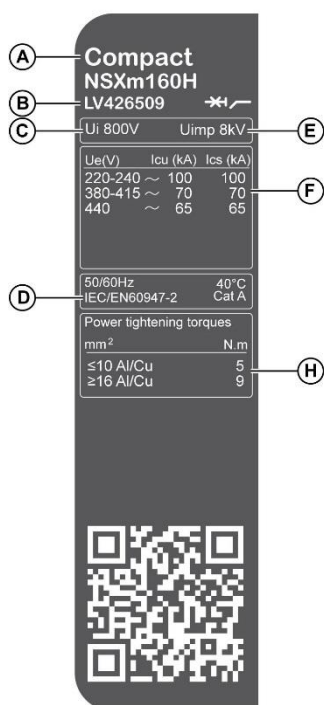 A
Compact
NSXm160H
B
LV426509
C
Ui 800V Uimp 8kV
E
Ue(V) Icu (kA) Ics (kA)
220-240 ~ 100 100
F
380-415 ~ 70 70
440 ~ 65 65
50/60Hz 40°C
D
IEC/EN60947-2 Cat A
Power tightening torques
mm² N.m
≤10 Al/Cu 5
H
≥16 Al/Cu 9